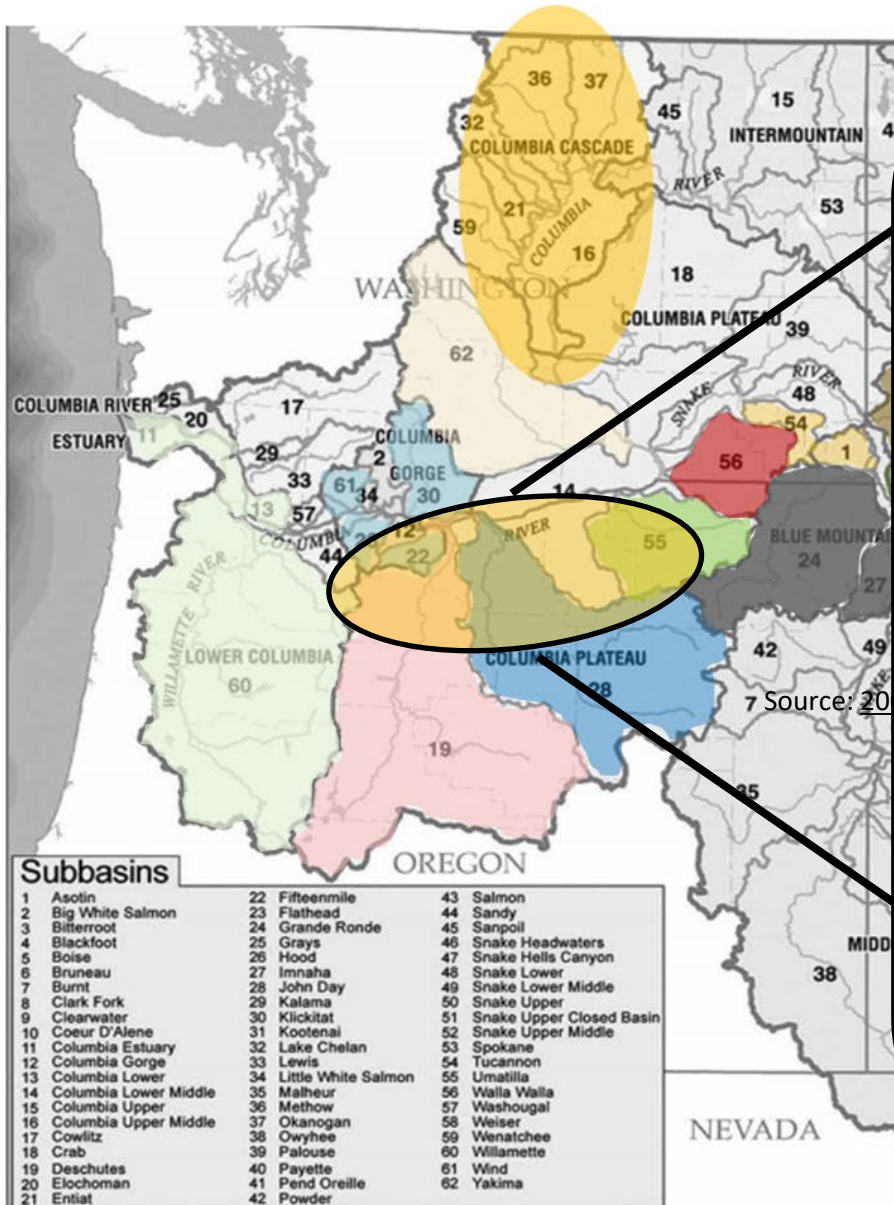 36
37
45
15
4
32
COLUMBIA CASCADE
INTERMOUNTAIN
RIVER
21
COLUMBIA
53
59
16
18
WASHINGTON
COLUMBIA PLATEAU
39
62
RIVER
48
SNAKE
COLUMBIA RIVER
25
20
17
ESTUARY
11
COLUMBIA
54
29
2
GORGE
56
1
33
61
34
30
14
13
57
12
COLUMBI
RIVER
44
26
22
55
BLUE MOUNTAI
24
27
WILLAMETTE RIVER
LOWER COLUMBIA
COLUMBIA PLATEAU
42
49
60
28
7
Source: 20
19
35
OREGON
MIDD
38
NEVADA
Subbasins
1 Asotin
2 Big White Salmon
3 Bitterroot
4 Blackfoot
5 Boise
6 Bruneau
7 Burnt
8 Clark Fork
9 Clearwater
10 Coeur D'Alene
11 Columbia Estuary
12 Columbia Gorge
13 Columbia Lower
14 Columbia Lower Middle
15 Columbia Upper
16 Columbia Upper Middle
17 Cowlitz
18 Crab
19 Deschutes
20 Elochoman
21 Entiat
22 Fifteenmile
23 Flathead
24 Grande Ronde
25 Grays
26 Hood
27 Imnaha
28 John Day
29 Kalama
30 Klickitat
31 Kootenai
32 Lake Chelan
33 Lewis
34 Little White Salmon
35 Malheur
36 Methow
37 Okanogan
38 Owyhee
39 Palouse
40 Payette
41 Pend Oreille
42 Powder
43 Salmon
44 Sandy
45 Sanpoil
46 Snake Headwaters
47 Snake Hells Canyon
48 Snake Lower
49 Snake Lower Middle
50 Snake Upper
51 Snake Upper Closed Basin
52 Snake Upper Middle
53 Spokane
54 Tucannon
55 Umatilla
56 Walla Walla
57 Washougal
58 Weiser
59 Wenatchee
60 Willamette
61 Wind
62 Yakima